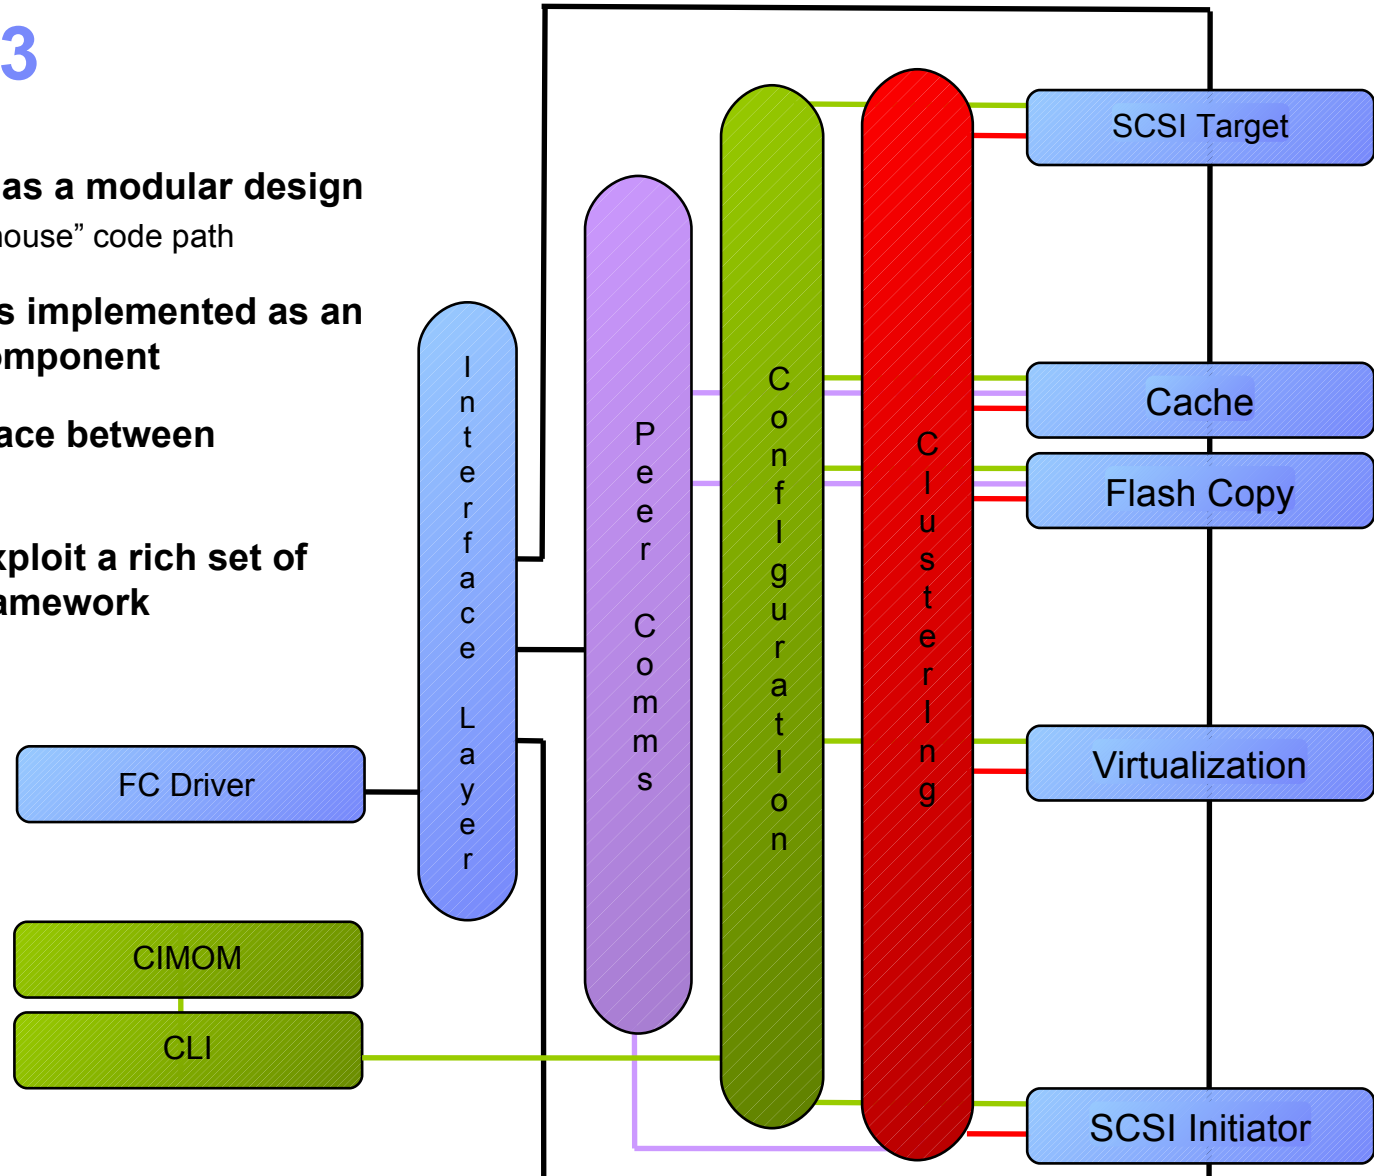 3
as a modular design
house” code path
s implemented as an
omponent
ace between
xploit a rich set of
amework
Interface Layer
Peer Comms
ConfIguratIon
ClusterIng
SCSI Target
Cache
Flash Copy
Virtualization
SCSI Initiator
FC Driver
CIMOM
CLI